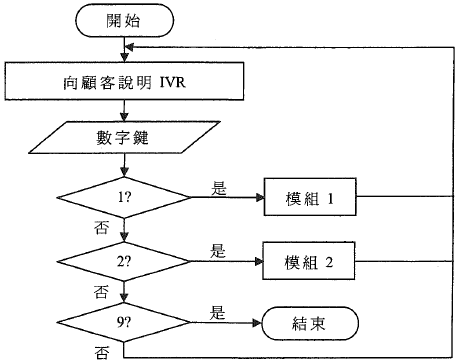 開始
向顧客說明 IVR
數字鍵
1?
是
模組 1
否
2?
是
模組 2
否
9?
是
結束
否